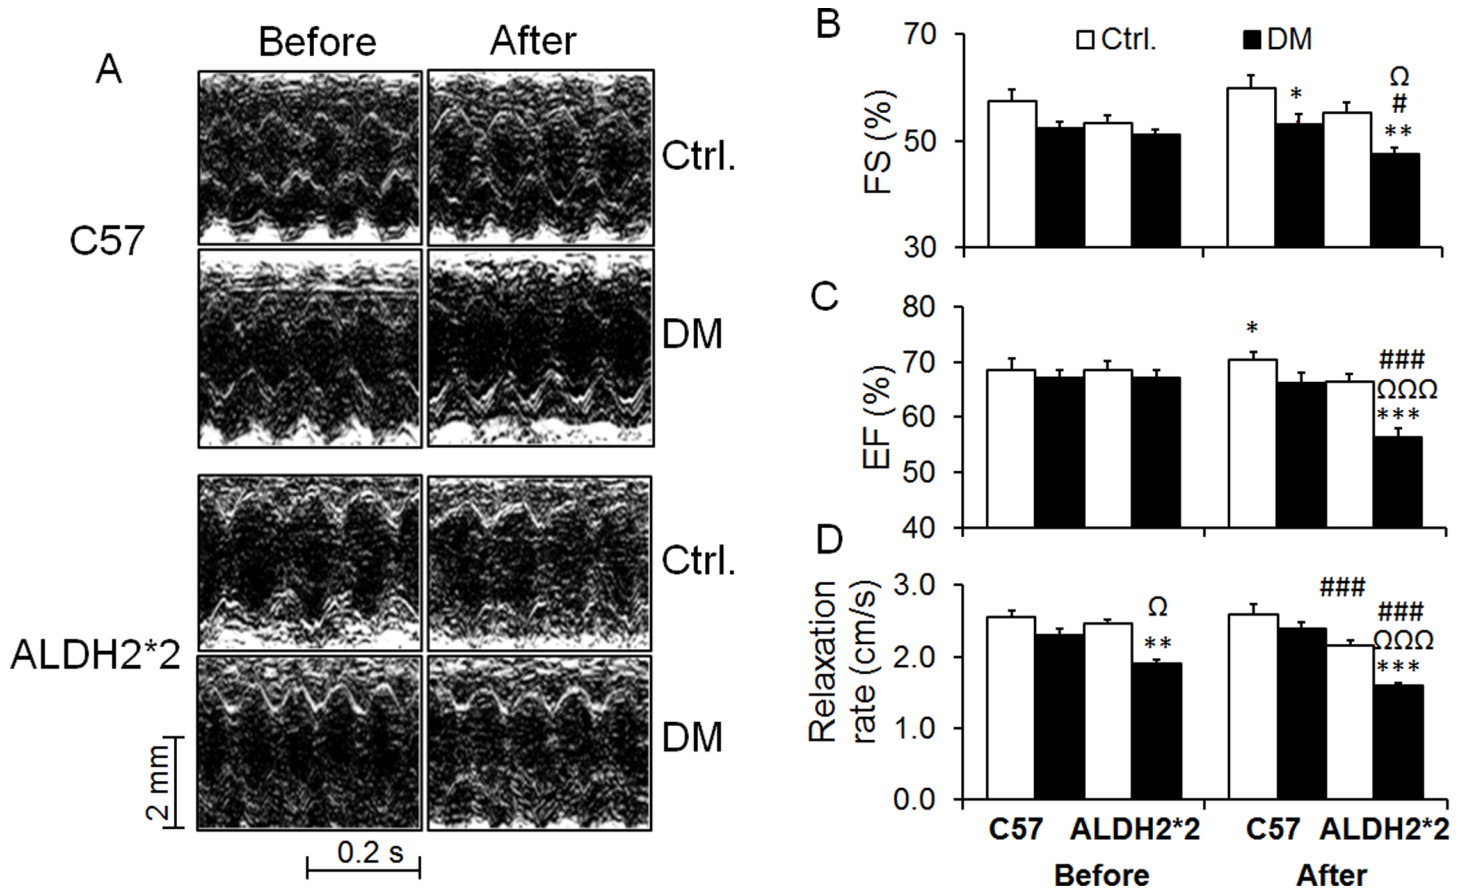 A
Before
After
C57
Ctrl.
DM
ALDH2*2
Ctrl.
DM
2 mm
0.2 s
B
Ctrl.
DM
FS (%)
70
50
30
*
Ω
#
**
C
EF (%)
80
70
60
50
40
*
###
ΩΩΩ
***
D
Relaxation
rate (cm/s)
3.0
2.0
1.0
0.0
Ω
**
###
###
ΩΩΩ
***
C57 ALDH2*2 C57 ALDH2*2
Before After